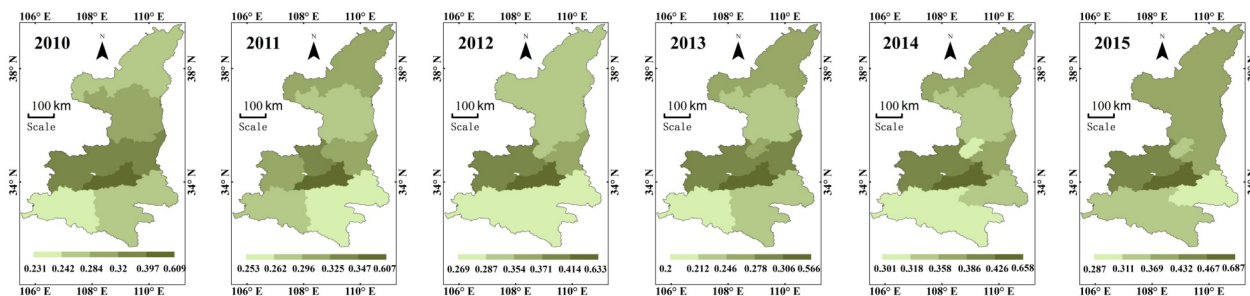 106° E 108° E 110° E
2010
N
38° N
100 km
Scale
34° N
0.231 0.242 0.284 0.32 0.397 0.609
106° E 108° E 110° E
106° E 108° E 110° E
2011
N
38° N
100 km
Scale
34° N
0.253 0.262 0.296 0.325 0.347 0.607
106° E 108° E 110° E
106° E 108° E 110° E
2012
N
38° N
100 km
Scale
34° N
0.269 0.287 0.354 0.371 0.414 0.633
106° E 108° E 110° E
106° E 108° E 110° E
2013
N
38° N
100 km
Scale
34° N
0.2 0.212 0.246 0.278 0.306 0.566
106° E 108° E 110° E
106° E 108° E 110° E
2014
N
38° N
100 km
Scale
34° N
0.301 0.318 0.358 0.386 0.426 0.658
106° E 108° E 110° E
106° E 108° E 110° E
2015
N
38° N
100 km
Scale
34° N
0.287 0.311 0.369 0.432 0.467 0.687
106° E 108° E 110° E